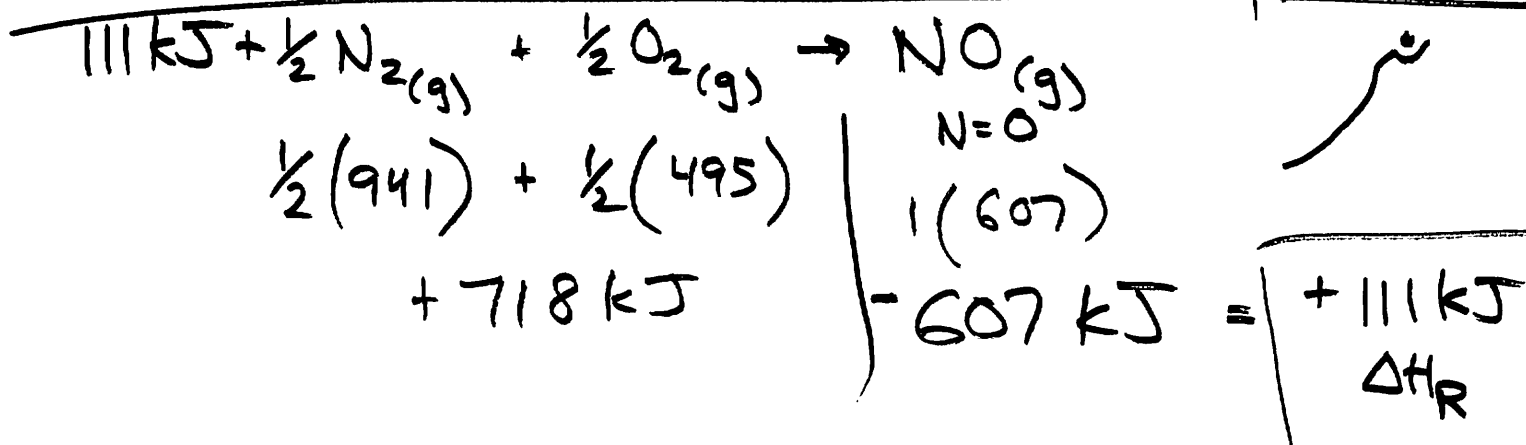 111 kJ + ½ N₂(g) + ½ O₂(g) → NO(g)
N=O
½(941) + ½(495) 1(607)
+718 kJ -607 kJ = +111 kJ
ΔHR